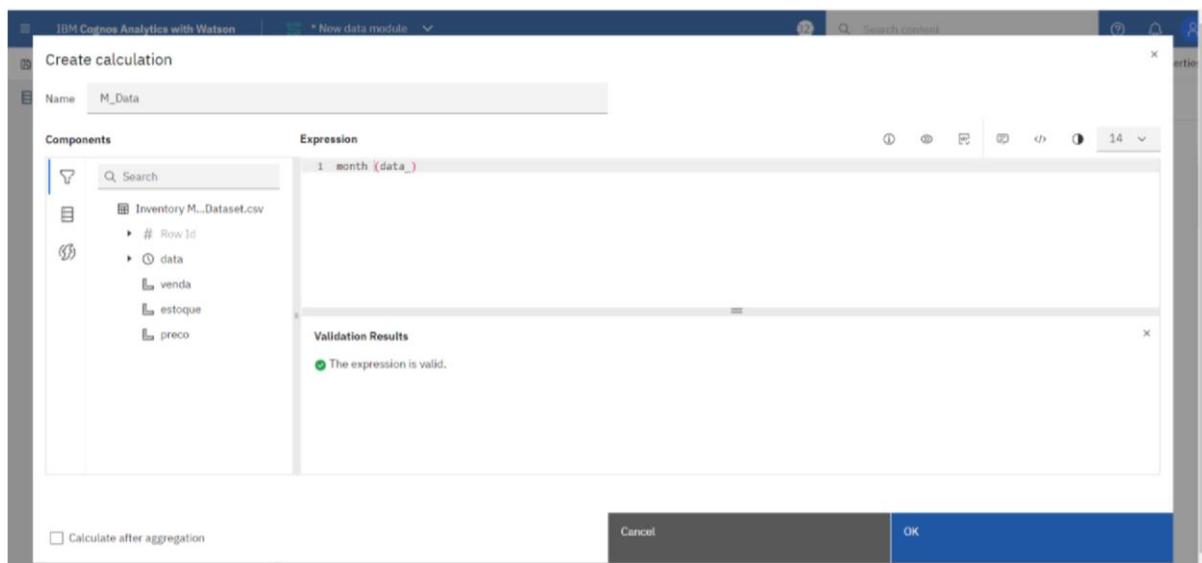 IBM Cognos Analytics with Watson
* New data module
Search content
Create calculation
Name M_Data
Components
Expression
14
Search
1 month (data_)
Inventory M...Dataset.csv
# Row Id
data
venda
estoque
preco
Validation Results
The expression is valid.
Calculate after aggregation
Cancel
OK